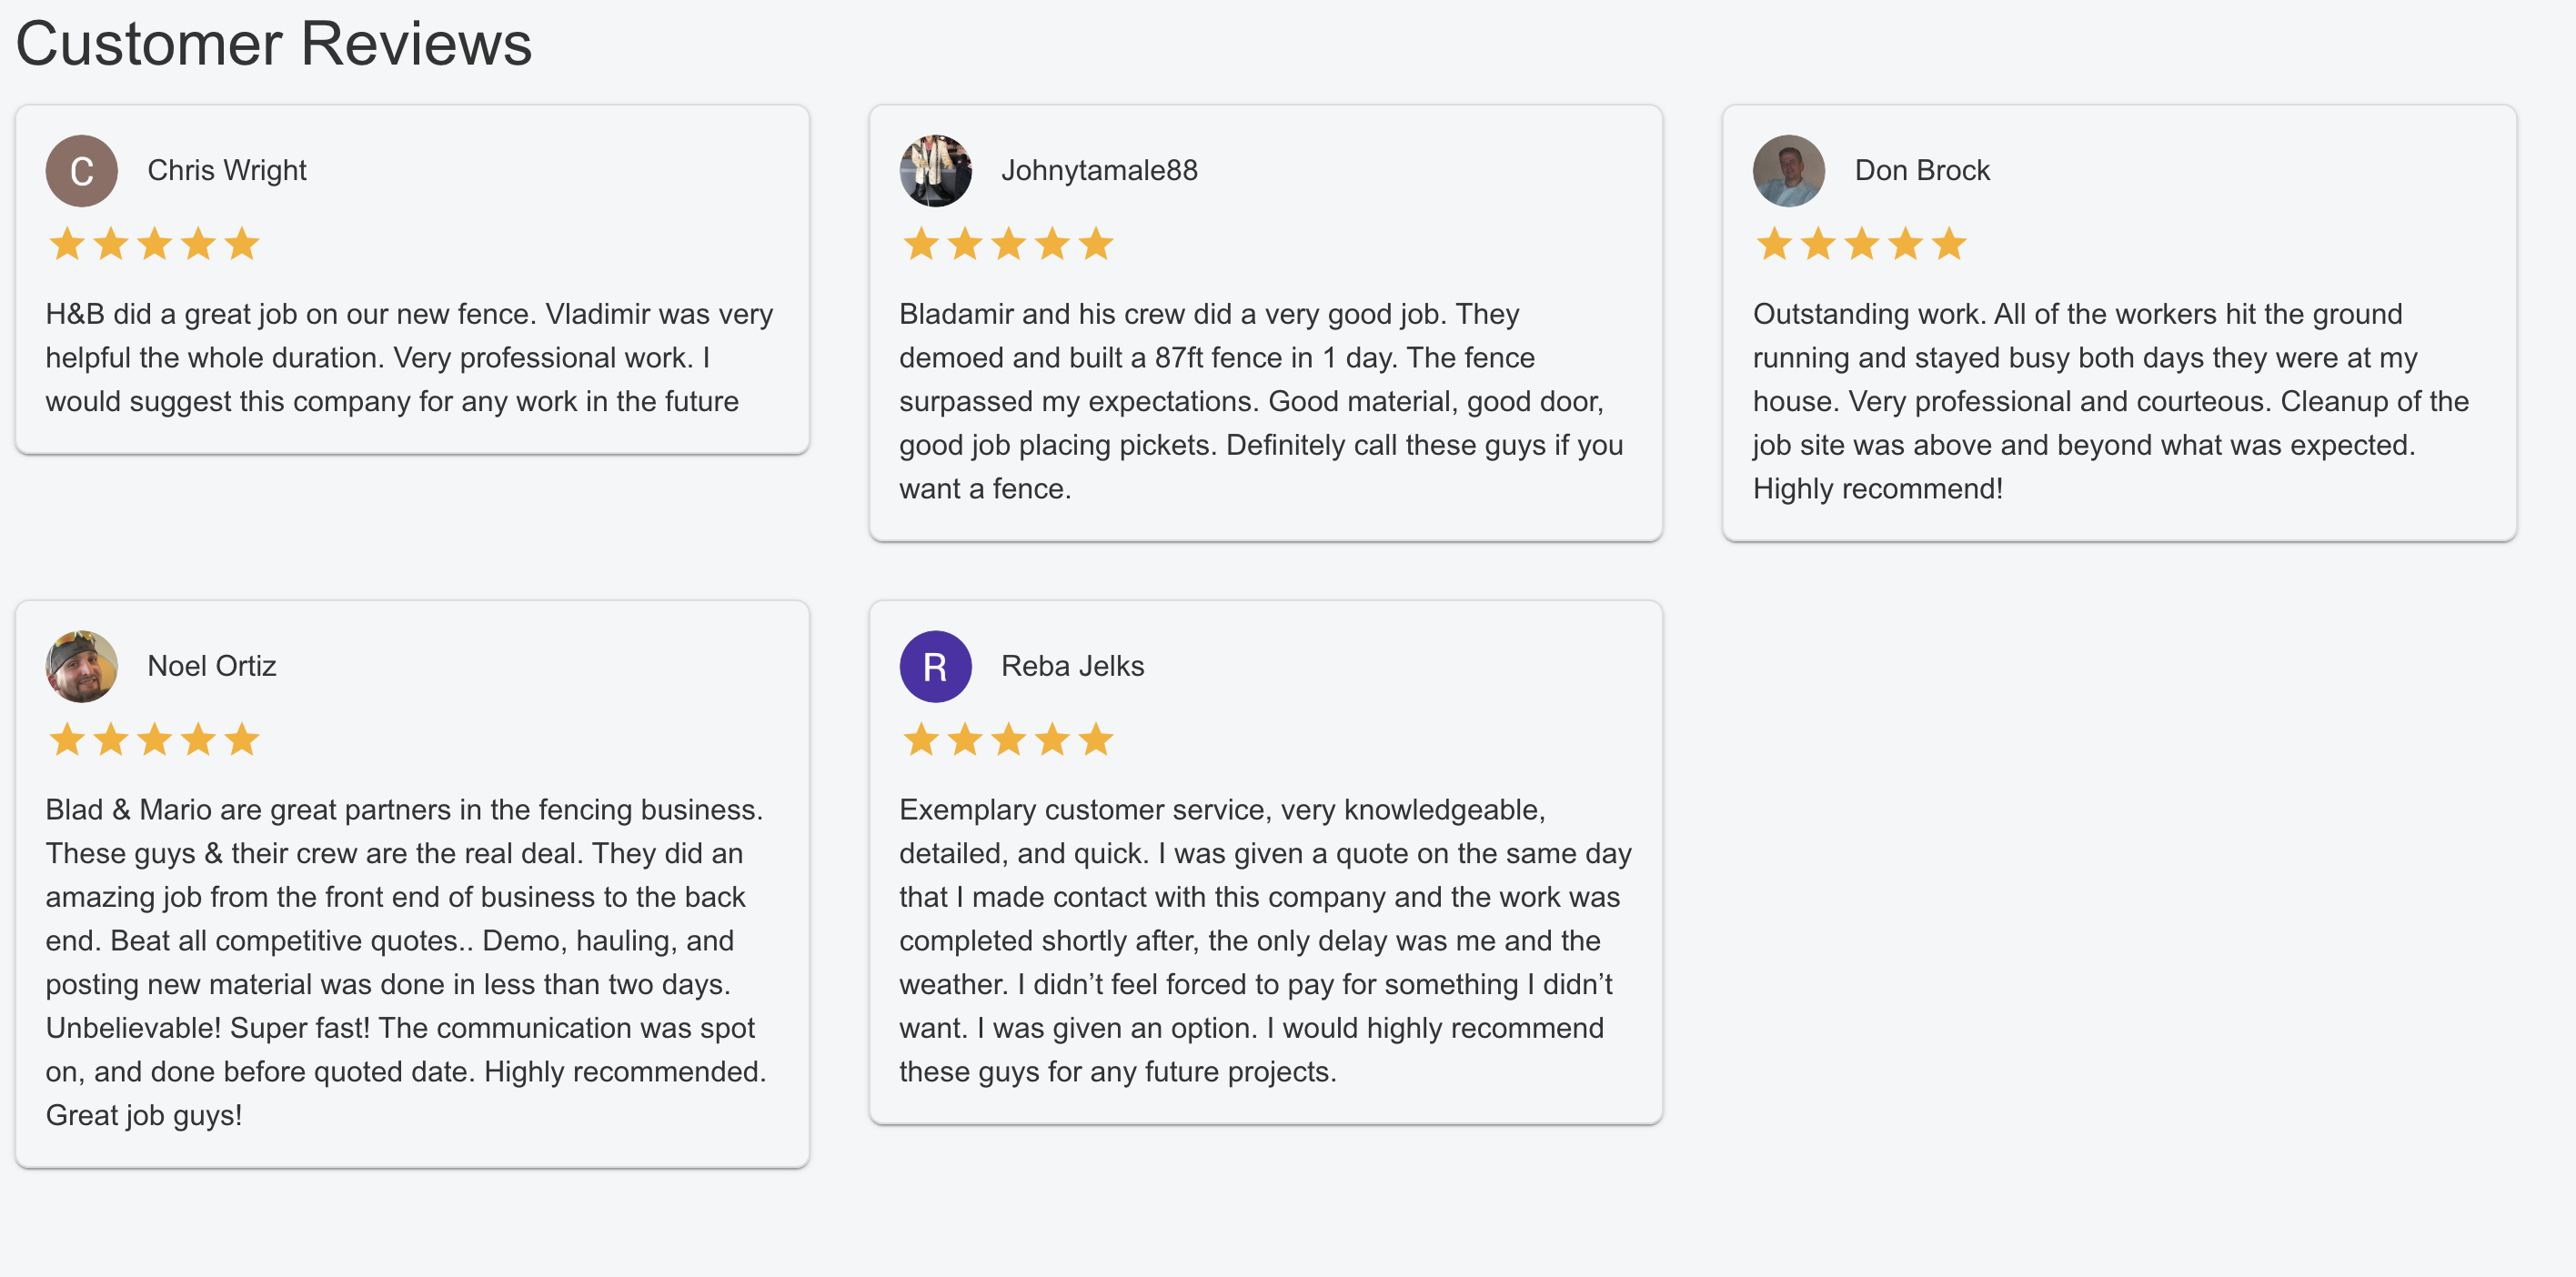 Customer Reviews
C
Chris Wright
H&B did a great job on our new fence. Vladimir was very
helpful the whole duration. Very professional work. I
would suggest this company for any work in the future
Johnytamale88
Bladamir and his crew did a very good job. They
demoed and built a 87ft fence in 1 day. The fence
surpassed my expectations. Good material, good door,
good job placing pickets. Definitely call these guys if you
want a fence.
Don Brock
Outstanding work. All of the workers hit the ground
running and stayed busy both days they were at my
house. Very professional and courteous. Cleanup of the
job site was above and beyond what was expected.
Highly recommend!
Noel Ortiz
Blad & Mario are great partners in the fencing business.
These guys & their crew are the real deal. They did an
amazing job from the front end of business to the back
end. Beat all competitive quotes.. Demo, hauling, and
posting new material was done in less than two days.
Unbelievable! Super fast! The communication was spot
on, and done before quoted date. Highly recommended.
Great job guys!
R
Reba Jelks
Exemplary customer service, very knowledgeable,
detailed, and quick. I was given a quote on the same day
that I made contact with this company and the work was
completed shortly after, the only delay was me and the
weather. I didn’t feel forced to pay for something I didn’t
want. I was given an option. I would highly recommend
these guys for any future projects.